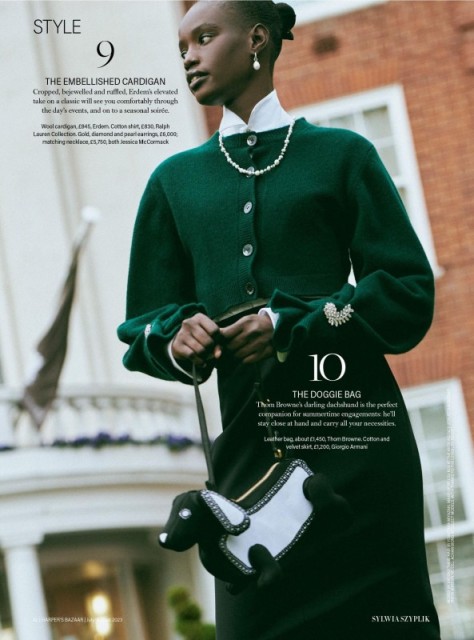 STYLE
9
THE EMBELLISHED CARDIGAN
Cropped, bejewelled and ruffled, Erdem's elevated
take on a classic will see you comfortably through
the day's events, and on to a seasonal soirée.
Wool cardigan, £945, Erdem. Cotton shirt, £830, Ralph
Lauren Collection. Gold, diamond and pearl earrings, £6,000;
matching necklace, £3,750, both Jessica McCormack
10
THE DOGGIE BAG
Thom Browne's darling dachshund is the perfect
companion for summertime engagements: he'll
stay close at hand and carry all your necessities.
Leather bag, about £1,450, Thom Browne. Cotton and
velvet skirt, £1,200, Giorgio Armani
HARPER'S BAZAAR
SYLWIA SZYPLIK